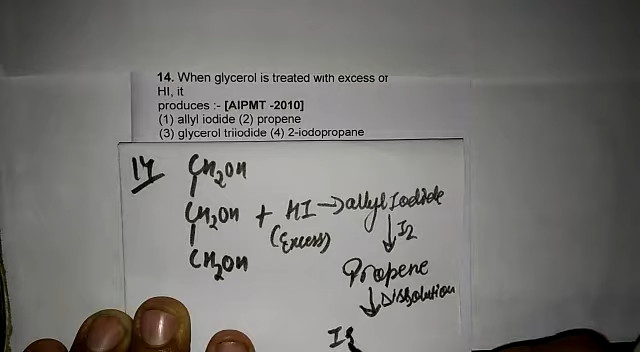 14. When glycerol is treated with excess of
HI, it
produces :- [AIPMT -2010]
(1) allyl iodide (2) propene
(3) glycerol triiodide (4) 2-iodopropane
14 CH2OH
CH2OH + HI → allyl Iodide
(Excess)
↓ I2
CH2OH
Propene
↓ Dissolution